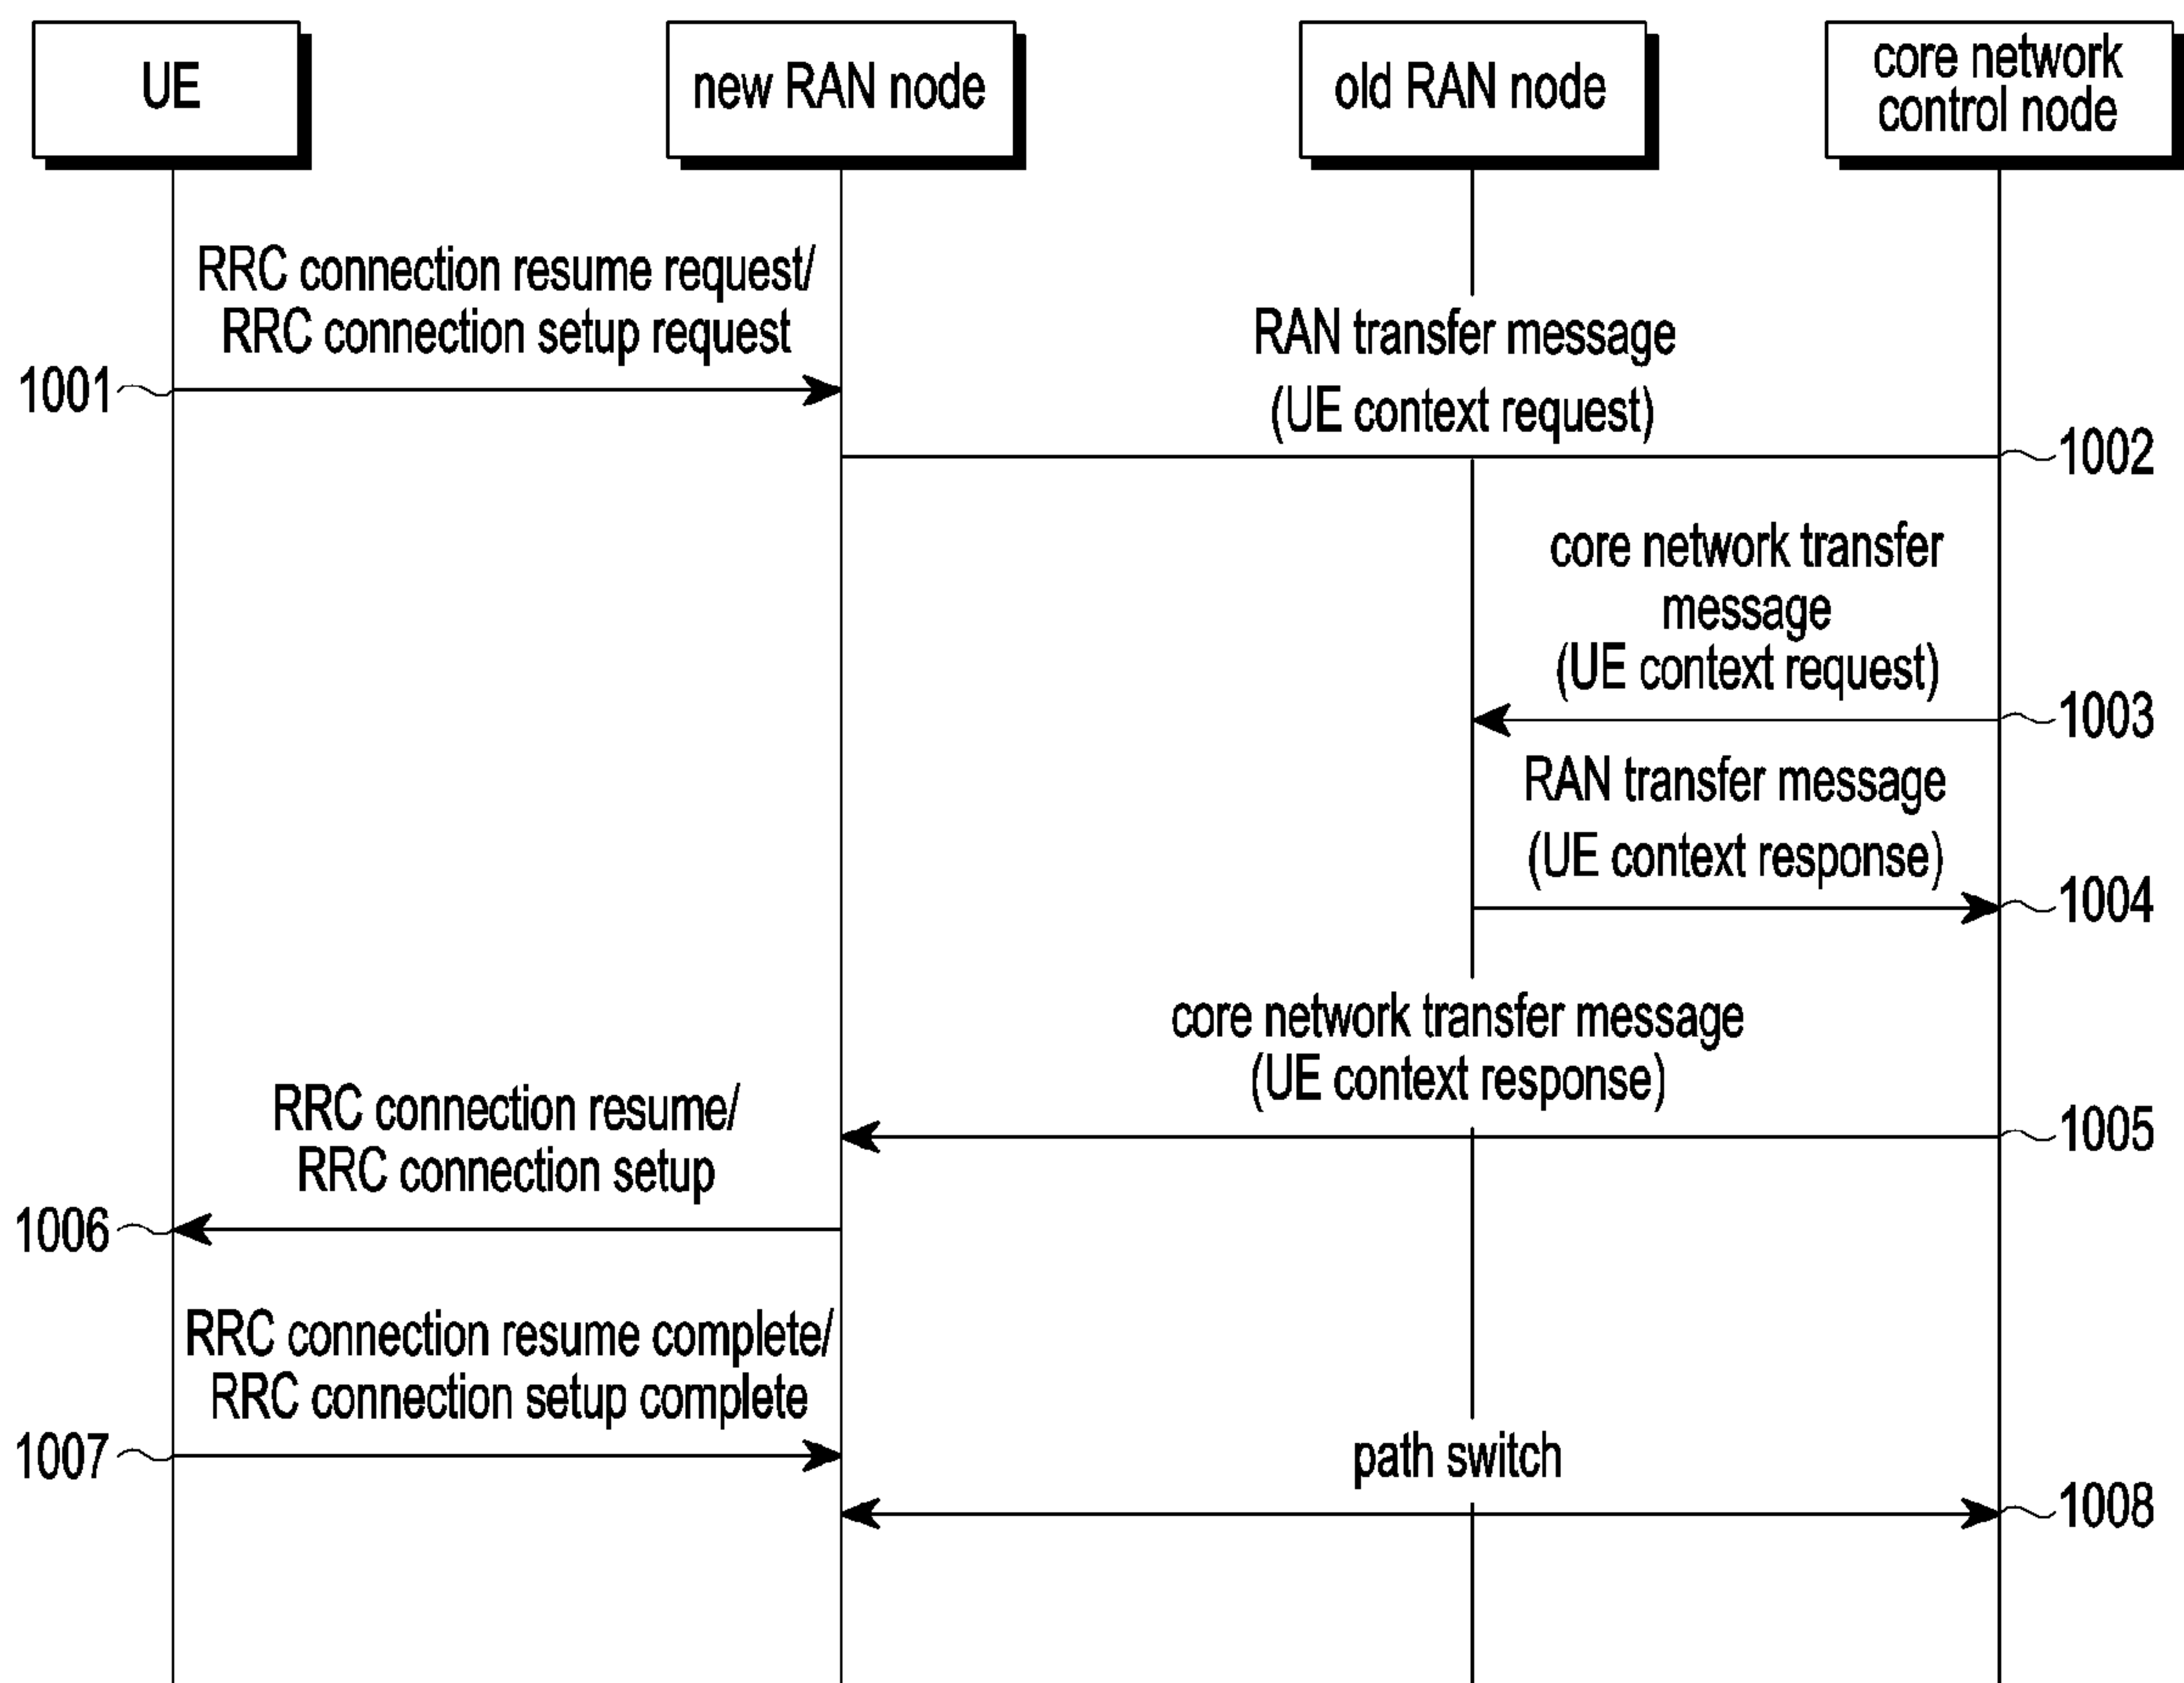 UE
new RAN node
old RAN node
core network
control node
RRC connection resume request/
RRC connection setup request
1001
RAN transfer message
(UE context request)
1002
core network transfer
message
(UE context request)
1003
RAN transfer message
(UE context response)
1004
core network transfer message
(UE context response)
1005
RRC connection resume/
RRC connection setup
1006
RRC connection resume complete/
RRC connection setup complete
1007
path switch
1008